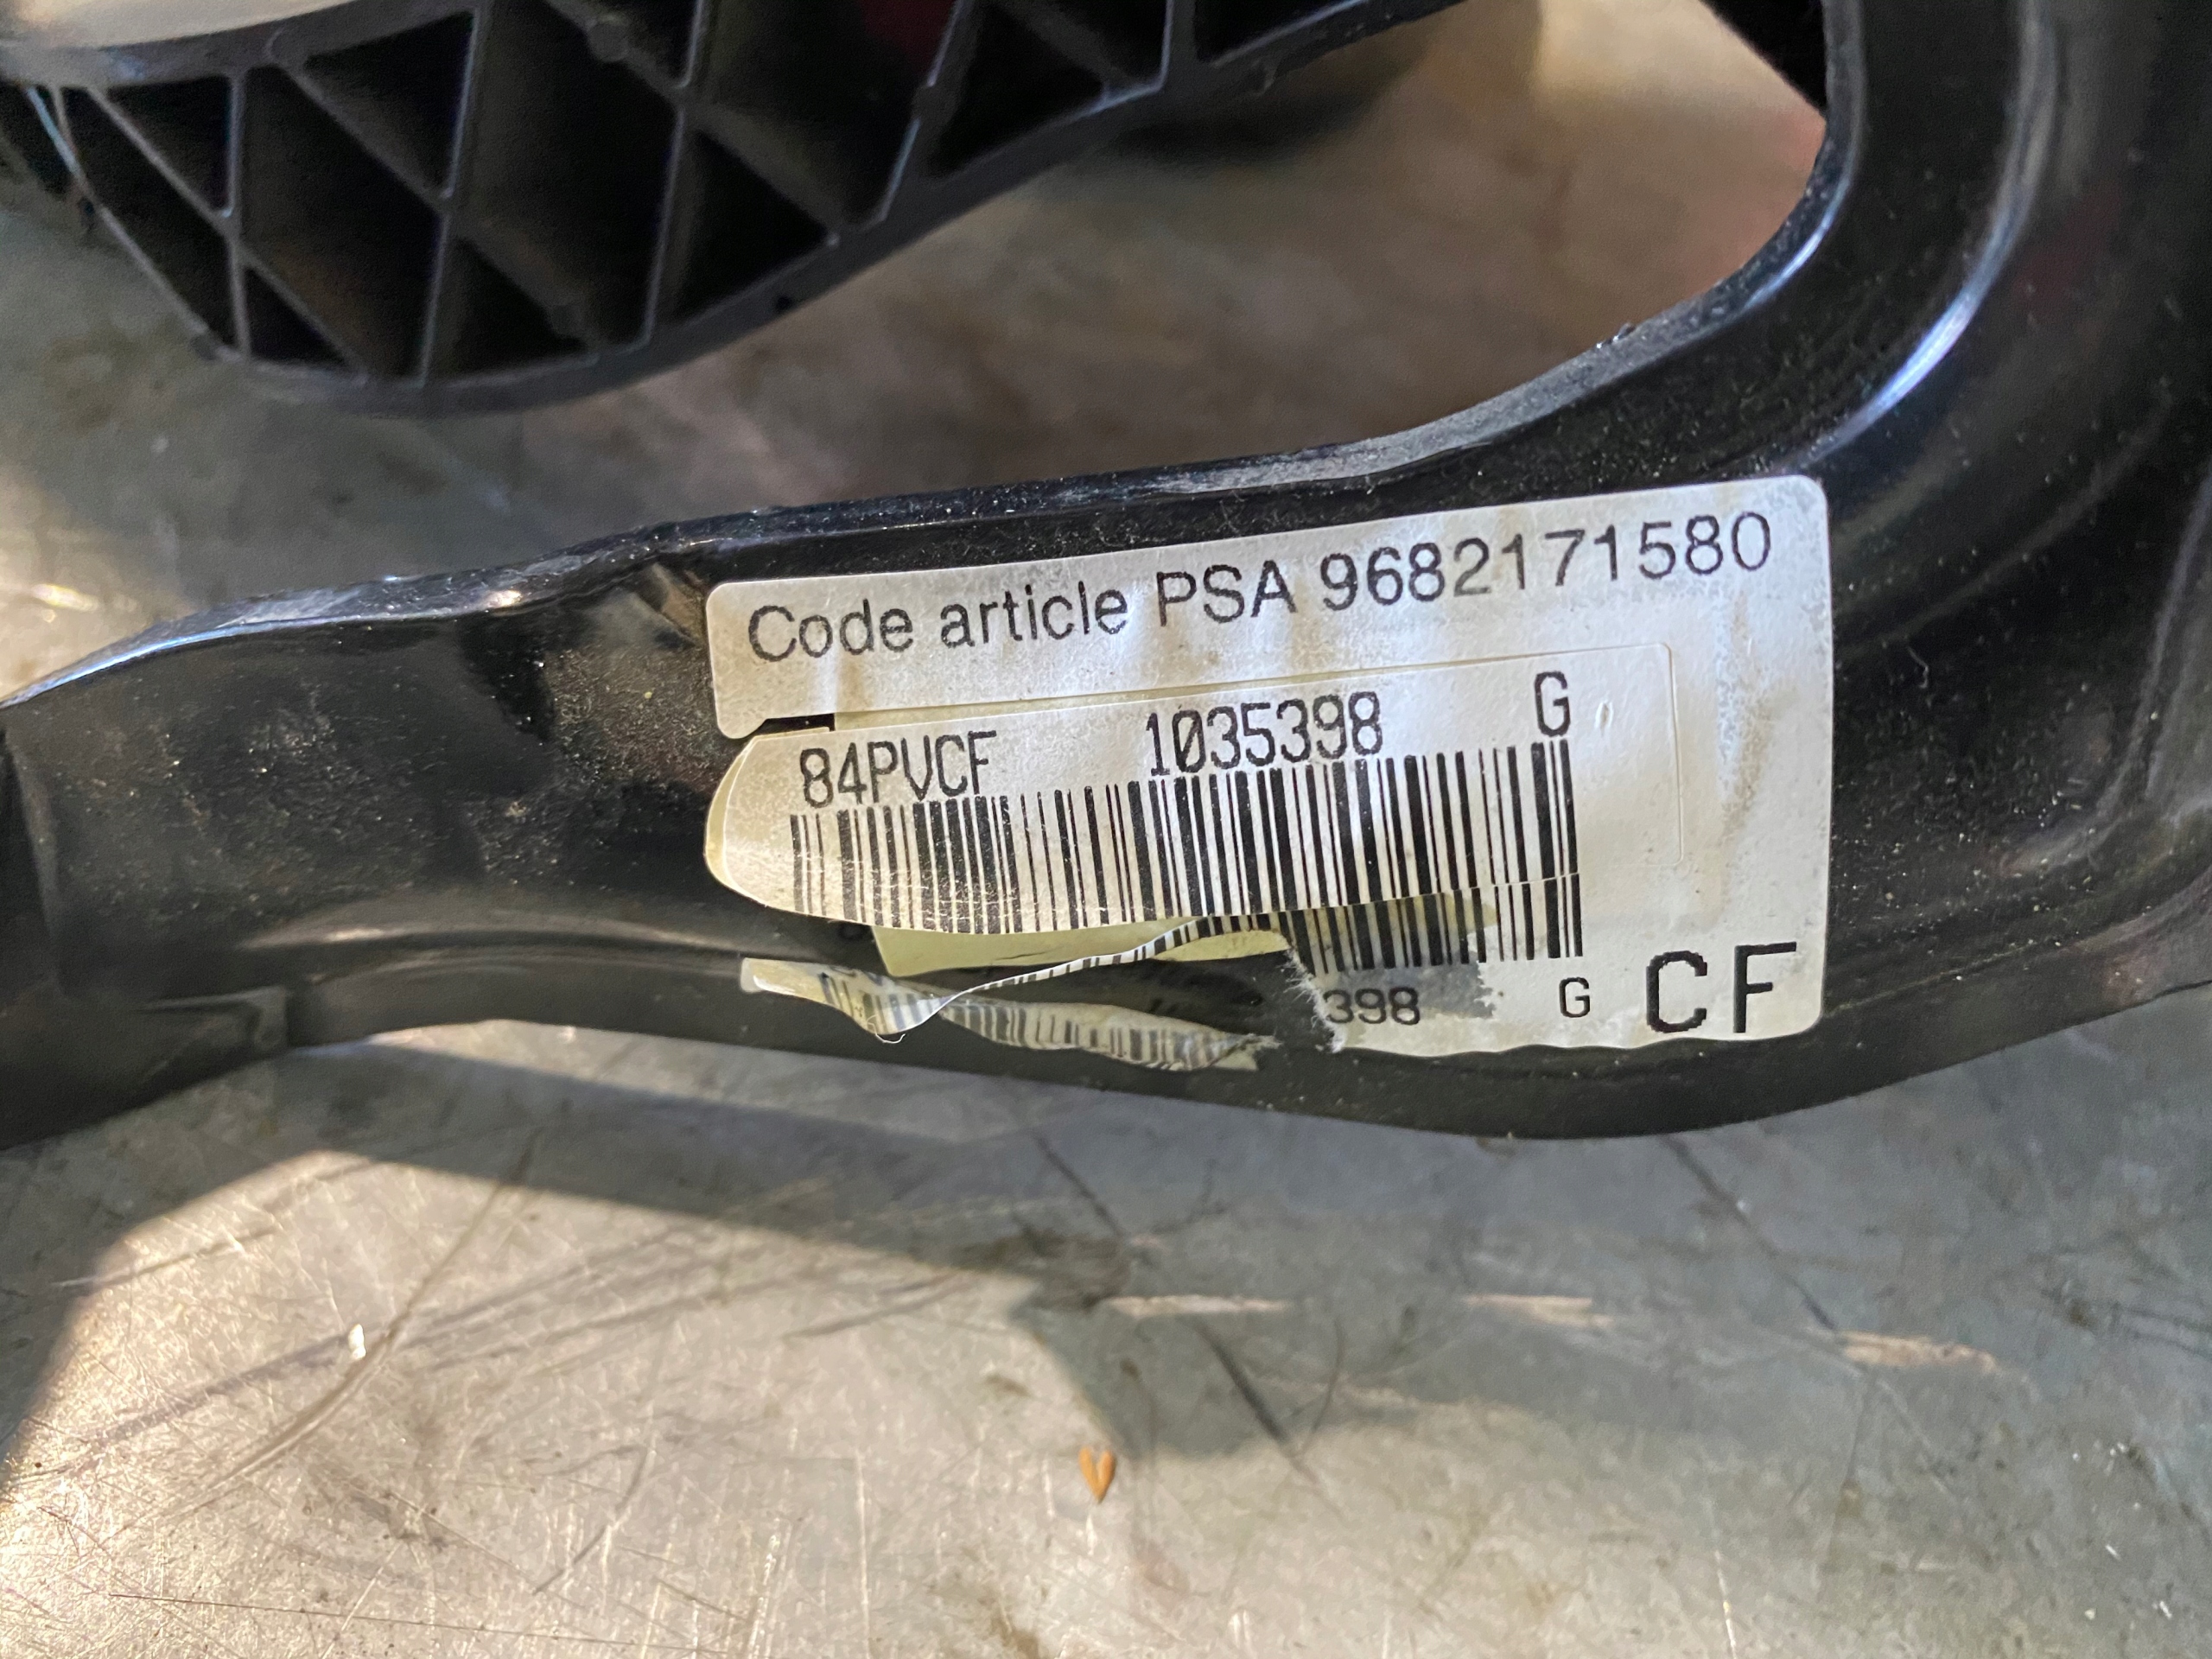 Code article PSA 9682171580
84PVCF 1035398 G
398 G CF